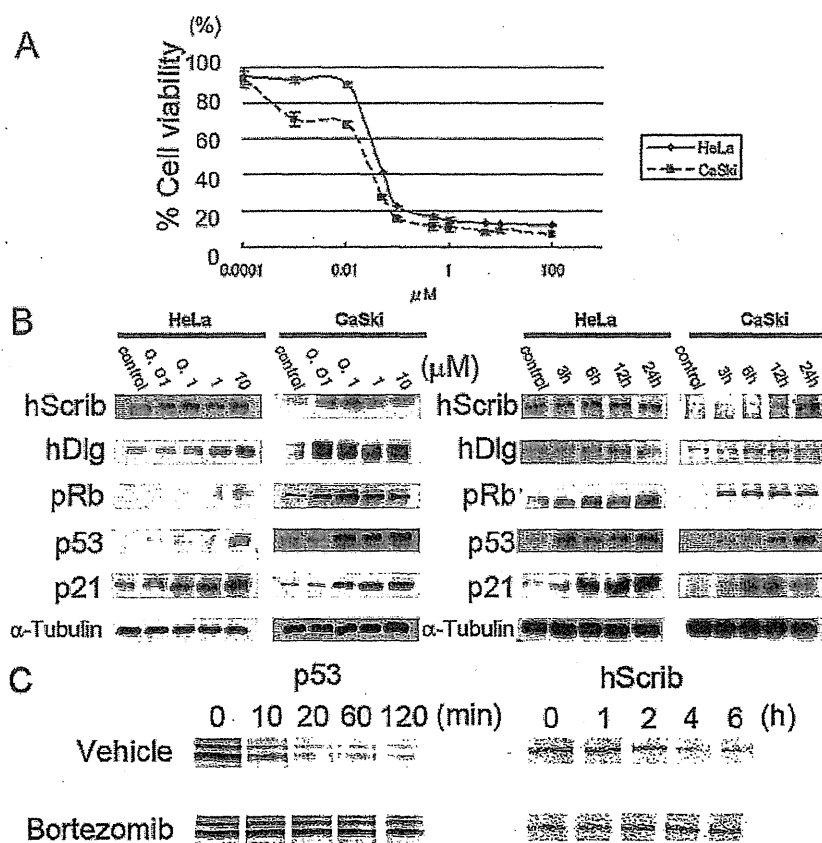 A
(%)
% Cell viability
100
80
60
40
20
0
0.0001
0.01
1
100
μM
HeLa
CaSki
B
HeLa
CaSki
HeLa
CaSki
control 0.01 0.1 1 10
control 0.01 0.1 1 10
(μM)
control 3h 6h 12h 24h
control 3h 6h 12h 24h
hScrib
hScrib
hDlg
hDlg
pRb
pRb
p53
p53
p21
p21
α-Tubulin
α-Tubulin
C
p53
hScrib
0 10 20 60 120 (min)
0 1 2 4 6 (h)
Vehicle
Bortezomib